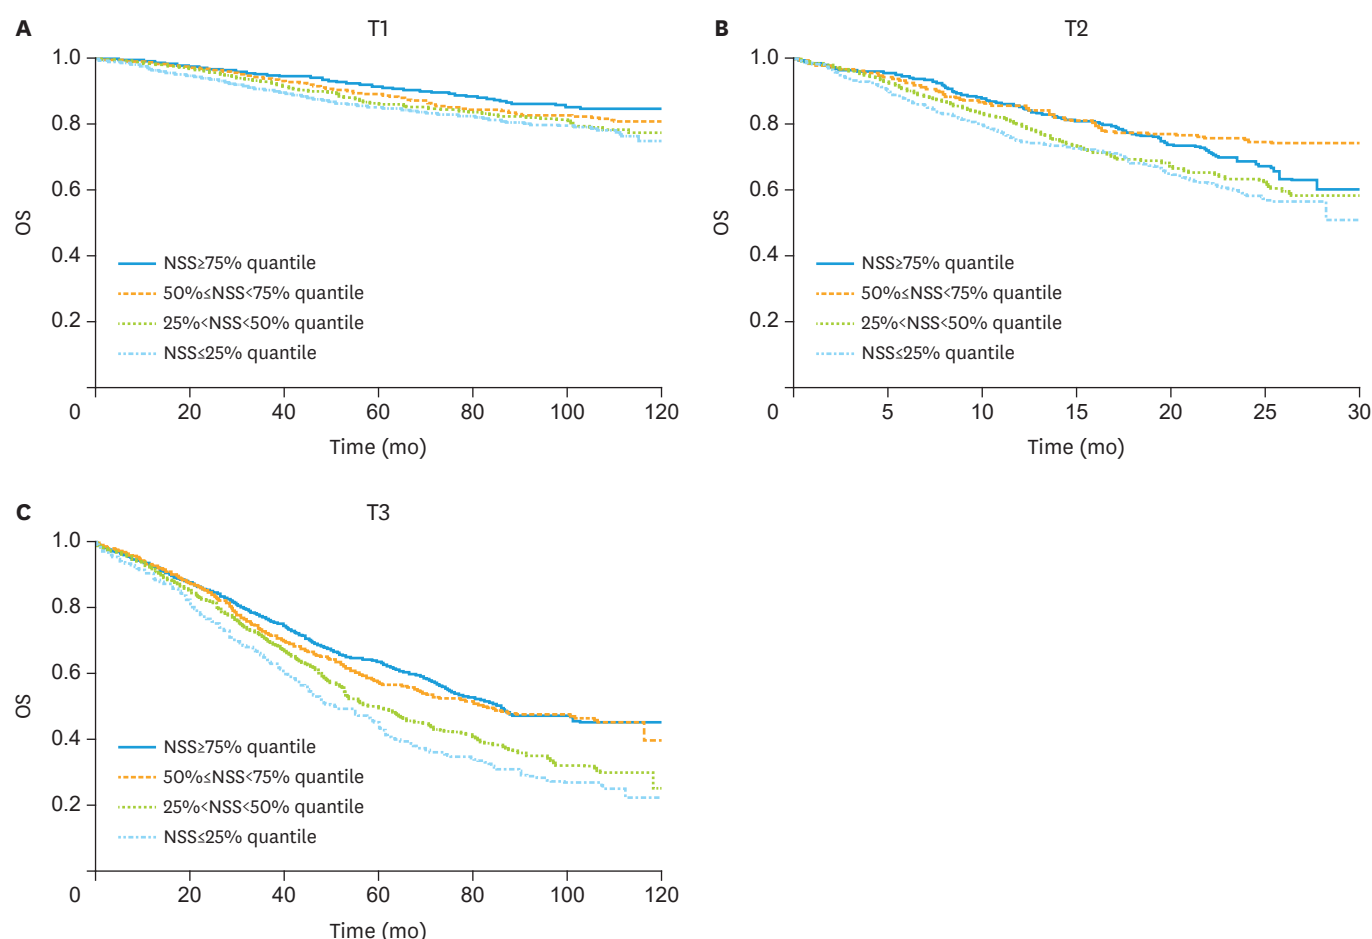 A
T1
1.0
0.8
0.6
0.4
0.2
0
OS
NSS≥75% quantile
50%≤NSS<75% quantile
25%<NSS<50% quantile
NSS≤25% quantile
20 40 60 80 100 120
Time (mo)
B
T2
1.0
0.8
0.6
0.4
0.2
0
OS
NSS≥75% quantile
50%≤NSS<75% quantile
25%<NSS<50% quantile
NSS≤25% quantile
5 10 15 20 25 30
Time (mo)
C
T3
1.0
0.8
0.6
0.4
0.2
0
OS
NSS≥75% quantile
50%≤NSS<75% quantile
25%<NSS<50% quantile
NSS≤25% quantile
20 40 60 80 100 120
Time (mo)